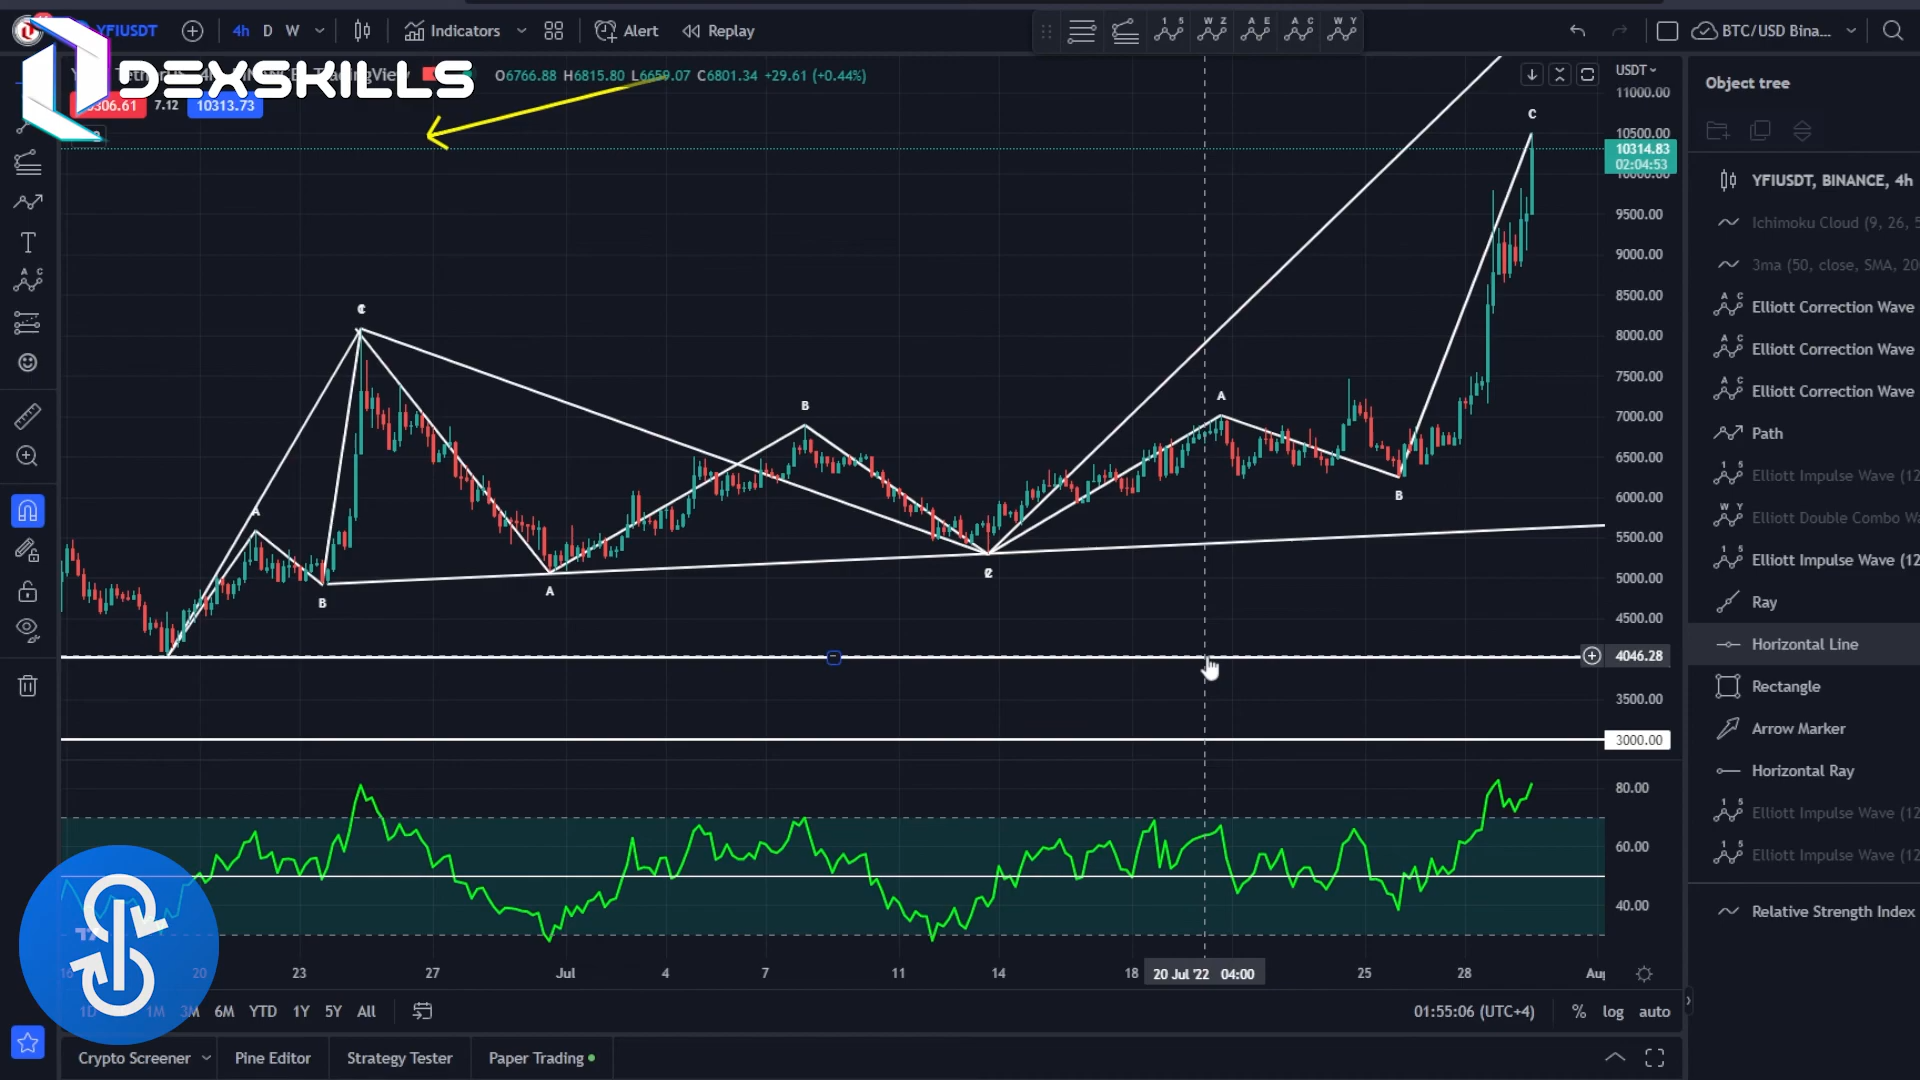 YFIUSDT
4h
D
W
Indicators
Alert
Replay
BTC/USD Bina...
DEXSKILLS
O6766.88 H6815.80 L6659.07 C6801.34 +29.61 (+0.44%)
7.12
10313.73
USDT
11000.00
10500.00
10314.83
02:04:53
10000.00
9500.00
9000.00
8500.00
8000.00
7500.00
7000.00
6500.00
6000.00
5500.00
5000.00
4500.00
4046.28
3500.00
3000.00
80.00
60.00
40.00
C
A
B
A
B
A
B
C
20
23
27
Jul
4
7
11
14
18
20 Jul '22 04:00
25
28
1D
1M
3M
6M
YTD
1Y
5Y
All
01:55:06 (UTC+4)
%
log
auto
Crypto Screener
Pine Editor
Strategy Tester
Paper Trading
Object tree
YFIUSDT, BINANCE, 4h
Ichimoku Cloud (9, 26, 5
3ma (50, close, SMA, 20
Elliott Correction Wave
Elliott Correction Wave
Elliott Correction Wave
Path
Elliott Impulse Wave (12
Elliott Double Combo Wa
Elliott Impulse Wave (12
Ray
Horizontal Line
Rectangle
Arrow Marker
Horizontal Ray
Elliott Impulse Wave (12
Elliott Impulse Wave (12
Relative Strength Index